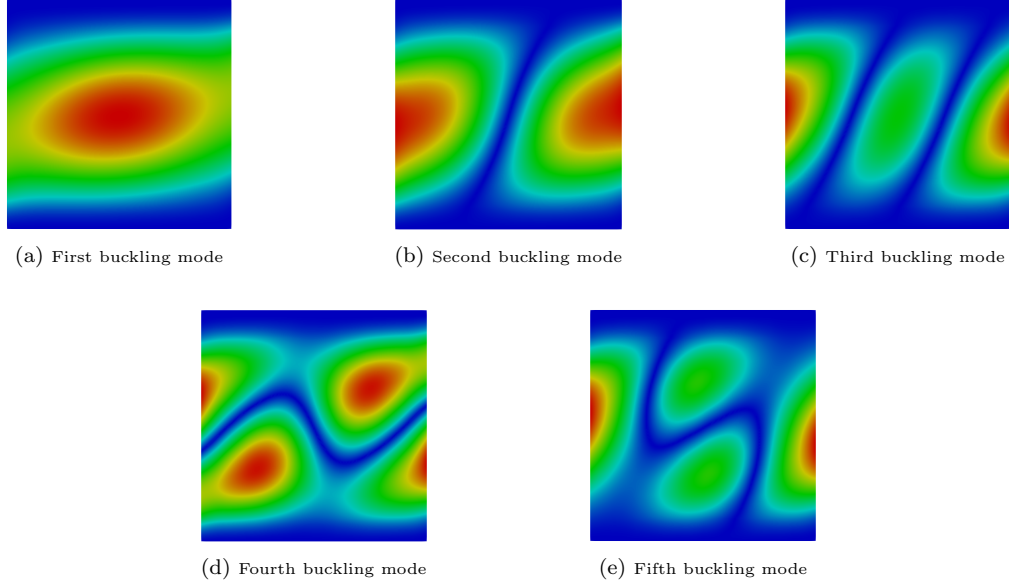 (a) First buckling mode
(b) Second buckling mode
(c) Third buckling mode
(d) Fourth buckling mode
(e) Fifth buckling mode